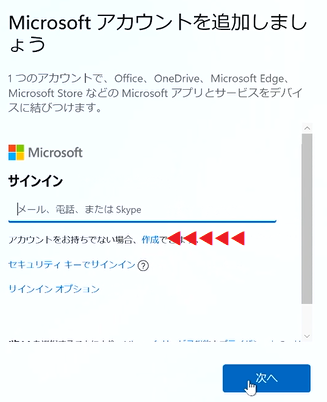 Microsoft アカウントを追加しましょ
ょう
1 つのアカウントで、Office、OneDrive、Microsoft Edge、
Microsoft Store などの Microsoft アプリとサービスをデバイ
スに結びつけます。
Microsoft
サインイン
メール、電話、または Skype
アカウントをお持ちでない場合、作成でき
セキュリティ キーでサインイン
サインイン オプション
次へ